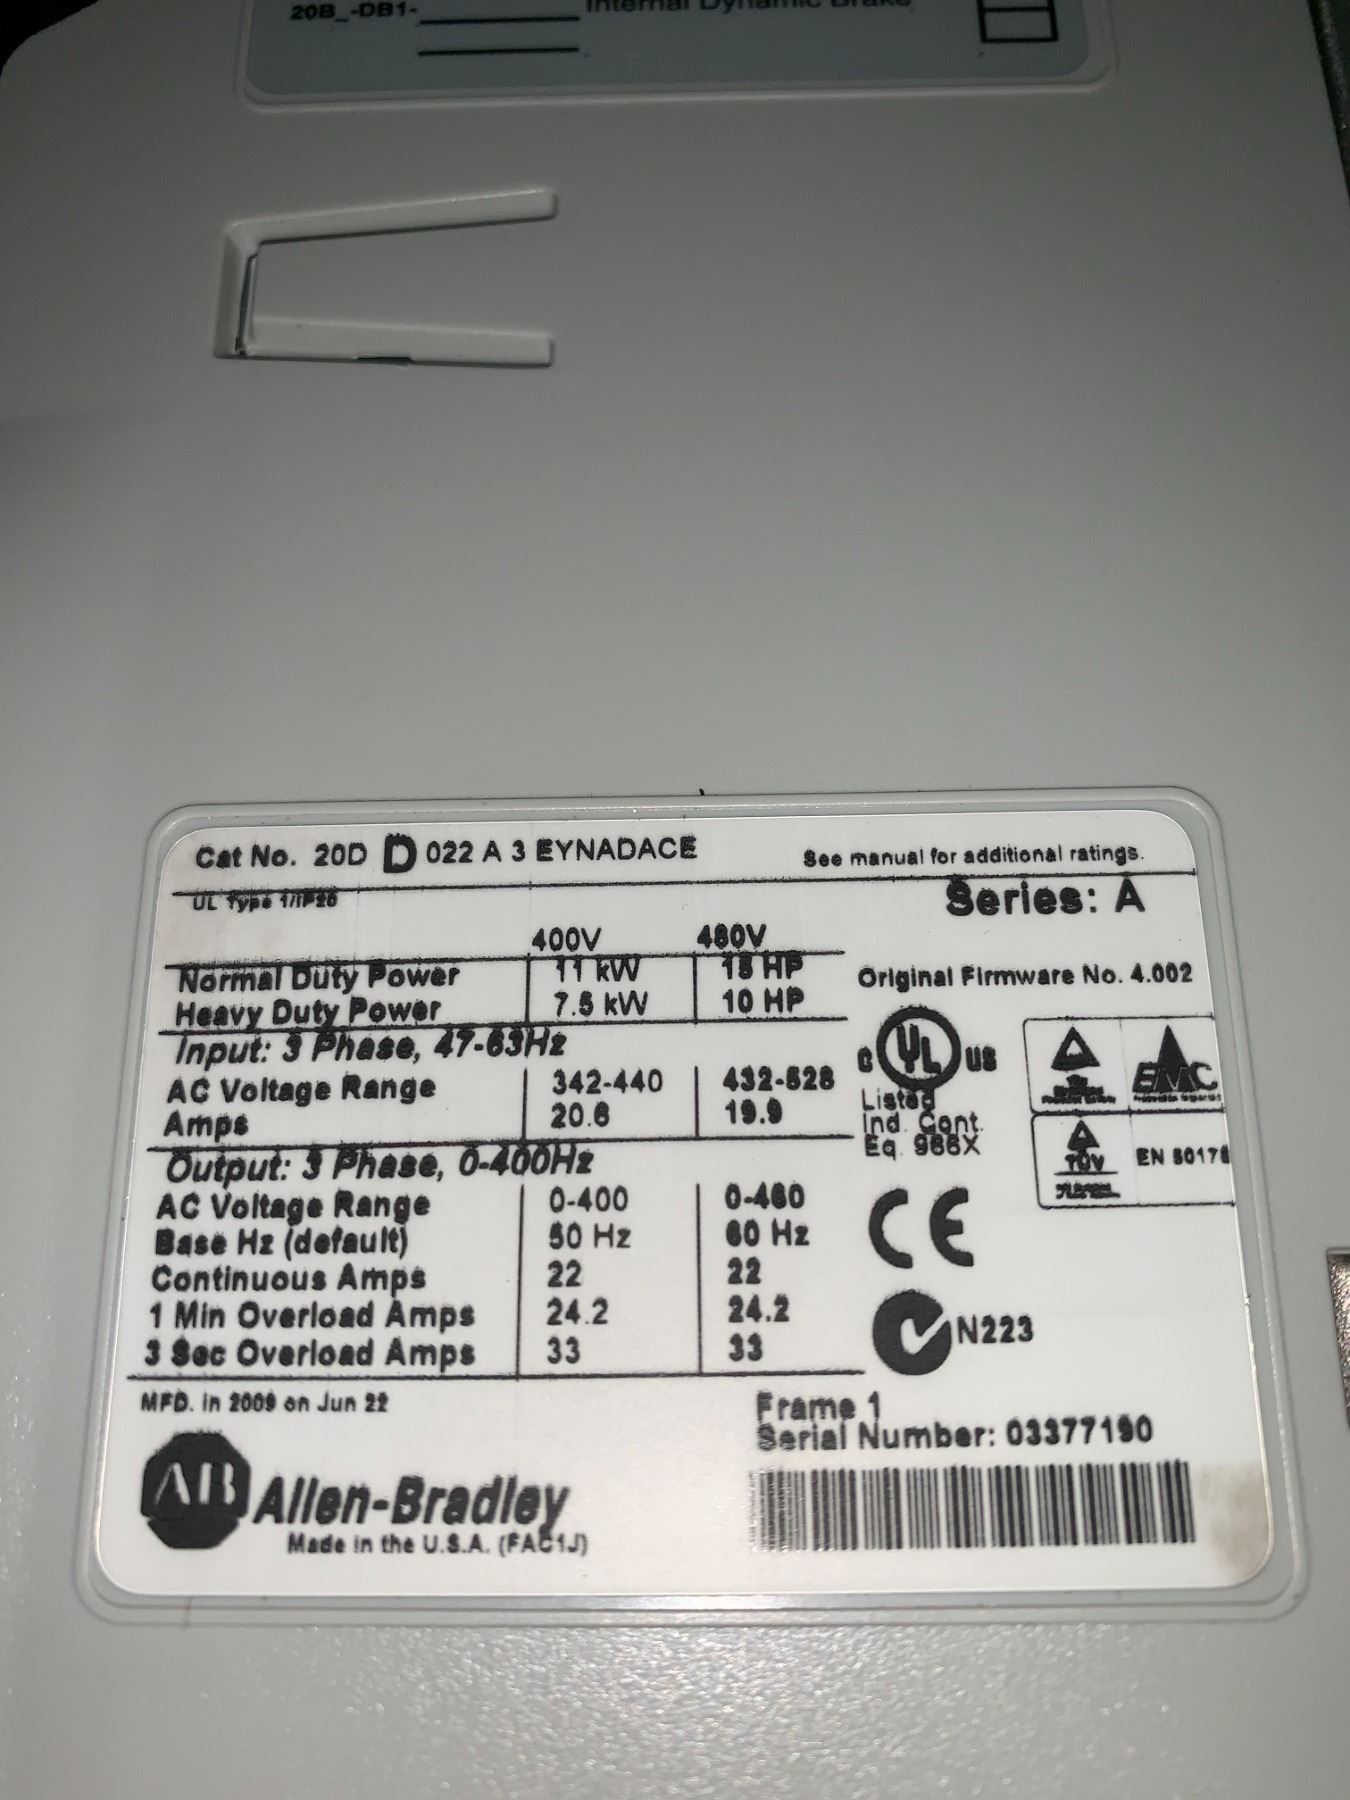 20B_-DB1- Internal Dynamic Brake
Cat No. 20D D 022 A 3 EYNADACE
See manual for additional ratings.
UL Type 1/IP20
Series: A
400V 480V
Normal Duty Power 11 kW 15 HP
Heavy Duty Power 7.5 kW 10 HP
Original Firmware No. 4.002
Input: 3 Phase, 47-63Hz
AC Voltage Range 342-440 432-528
Amps 20.6 19.9
C UL US
Listed
Ind. Cont.
Eq. 966X
EMC
TÜV
EN 50178
Output: 3 Phase, 0-400Hz
AC Voltage Range 0-400 0-460
Base Hz (default) 50 Hz 60 Hz
Continuous Amps 22 22
1 Min Overload Amps 24.2 24.2
3 Sec Overload Amps 33 33
CE
N223
MFD. in 2009 on Jun 22
Frame 1
Serial Number: 03377190
AB Allen-Bradley
Made in the U.S.A. (FAC1J)